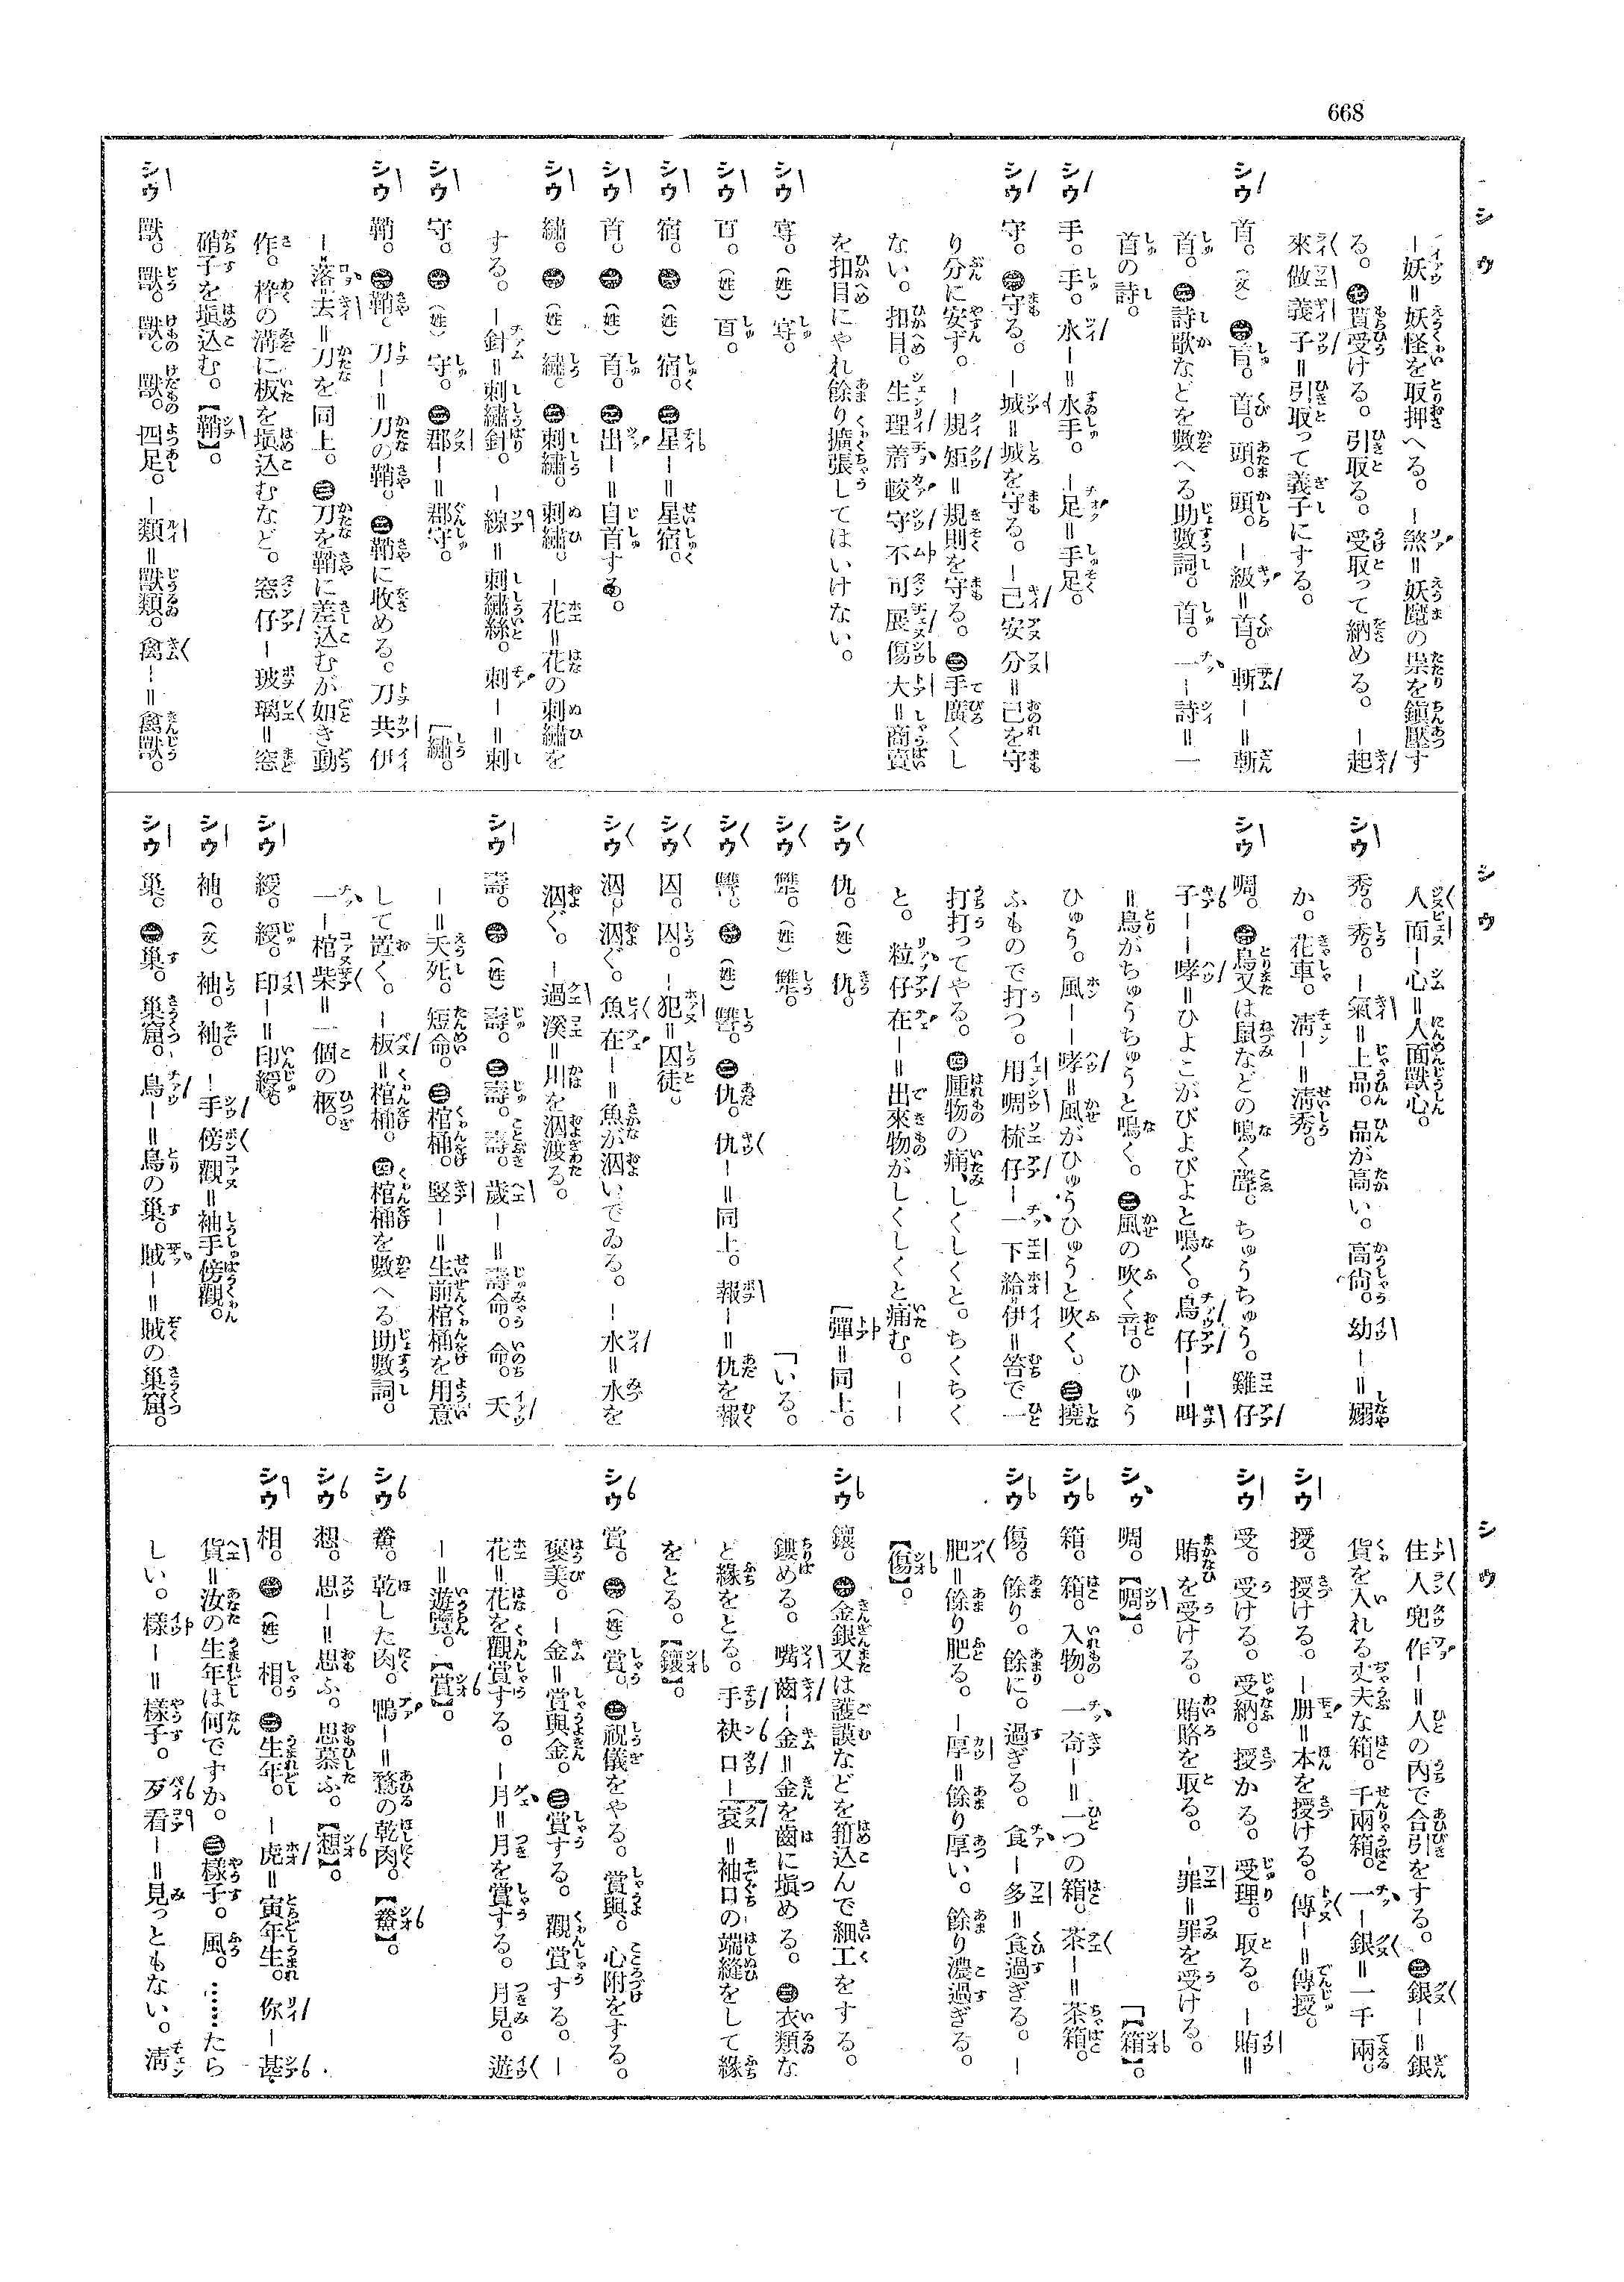 668
シウ
ー妖＝妖怪を取押へる。ー煞＝妖魔の祟を鎭壓す
る。㊆貰受ける。引取る。受取って納める。ー起
來做義子＝引取って義子にする。
シウ 首。(文) ㊀首。首。頭。頭。ー級＝首。斬ー＝斬
首。㊁詩歌などを數へる助數詞。首。一ー詩＝一
首の詩。
シウ 手。手。水ー＝水手。ー足＝手足。
シウ 守。㊀守る。ー城＝城を守る。ー己安分＝己を守
り分に安ず。ー規矩＝規則を守る。㊁手廣くし
ない。扣目。生理着較守不可展傷大＝商賣
を扣目にやれ餘り擴張してはいけない。
シウ 𡬶。(姓)
シウ 百。(姓) 百。
シウ 宿。㊀(姓) 宿。㊁星ー＝星宿。
シウ 首。㊀(姓) 首。㊁出ー＝自首する。
シウ 繡。㊀(姓) 繡。㊁刺繡。刺繡。ー花＝花の刺繡を
する。ー針＝刺繡針。ー線＝刺繡絲。刺ー＝刺
[繡。
シウ 守。㊀(姓) 守。㊁郡ー＝郡守。
シウ 鞘。㊀鞘。刀ー＝刀の鞘。㊁鞘に收める。刀共伊
ー落去＝刀を同上。㊂刀を鞘に差込むが如き動
作。枠の溝に板を塡込むなど。窓仔ー玻璃＝窓
硝子を塡込む。【鞘】。
シウ 獸。獸。獸。獸。四足。ー類＝獸類。禽ー＝禽獸。
シウ
人面ー心＝人面獸心。
シウ 秀。秀。ー氣＝上品。品が高い。高尙。幼ー＝嫋
か。花車。淸ー＝淸秀。
シウ 啁。㊀鳥又は鼠などの鳴く聲。ちゅうちゅう。雞仔
子ーー哮＝ひよこがぴよぴよと鳴く。鳥仔ーー叫
＝鳥がちゅうちゅうと鳴く。㊁風の吹く音。ひゅう
ひゅう。風ーー哮＝風がひゅうひゅうと吹く。㊂撓
ふもので打つ。用啁梳仔ー一下給伊＝笞で一
打打ってやる。㊃腫物の痛、しくしくと。ちくちく
と。粒仔在ー＝出來物がしくしくと痛む。ーー
[彈＝同上。
シウ 仇。(姓) 仇。
シウ 讐。(姓) 讐。
シウ 讐。㊀(姓) 讐。㊁仇。仇ー＝同上。報ー＝仇を報
[いる。
シウ 囚。囚。ー犯＝囚徒。
シウ 泅。泅ぐ。魚在ー＝魚が泅いでゐる。ー水＝水を
泅ぐ。ー過溪＝川を泅渡る。
シウ 壽。㊀(姓) 壽。㊁壽。壽。歲ー＝壽命。命。夭
ー＝夭死。短命。㊂棺桶。竪ー＝生前棺桶を用意
して置く。ー板＝棺桶。㊃棺桶を數へる助數詞。
一ー棺柴＝一個の柩。
シウ 綬。綬。印ー＝印綬。
シウ 袖。(文) 袖。袖。ー手傍觀＝袖手傍觀。
シウ 巢。㊀巢。巢窟。鳥ー＝鳥の巢。賊ー＝賊の巢窟。
シウ
住人兜作ー＝人の內で合引をする。㊁銀ー＝銀
貨を入れる丈夫な箱。千兩箱。一ー銀＝一千兩。
シウ 授。授ける。ー册＝本を授ける。傳ー＝傳授。
シウ 受。受ける。受納。授かる。受理。取る。ー賄＝
賄を受ける。賄賂を取る。ー罪＝罪を受ける。
シウ 啁。【啁】。
シウ 箱。箱。入物。一奇ー＝一つの箱。茶ー＝茶箱。
[【箱】。
シウ 傷。餘り。餘に。過ぎる。食ー多＝食過ぎる。ー
肥＝餘り肥る。ー厚＝餘り厚い。餘り濃過ぎる。
【傷】。
シウ 鑲。㊀金銀又は護謨などを箝込んで細工をする。
鏤める。嘴齒ー金＝金を齒に塡める。㊁衣類な
ど緣をとる。手䘥口ー袞＝袖口の端縫をして緣
をとる。【鑲】。
シウ 賞。㊀(姓) 賞。㊁祝儀をやる。賞與。心附をする。
褒美。ー金＝賞與金。㊂賞する。觀賞する。ー
花＝花を觀賞する。ー月＝月を賞する。月見。遊
ー＝遊覽。【賞】。
シウ 鯗。乾した肉。鴨ー＝鶩の乾肉。【鯗】。
シウ 想。思ー＝思ふ。思慕ふ。【想】。
シウ 相。㊀(姓) 相。㊁生年。ー虎＝寅年生。你ー甚
貨＝汝の生年は何ですか。㊂樣子。風。……たら
しい。樣ー＝樣子。歹看ー＝見っともない。淸